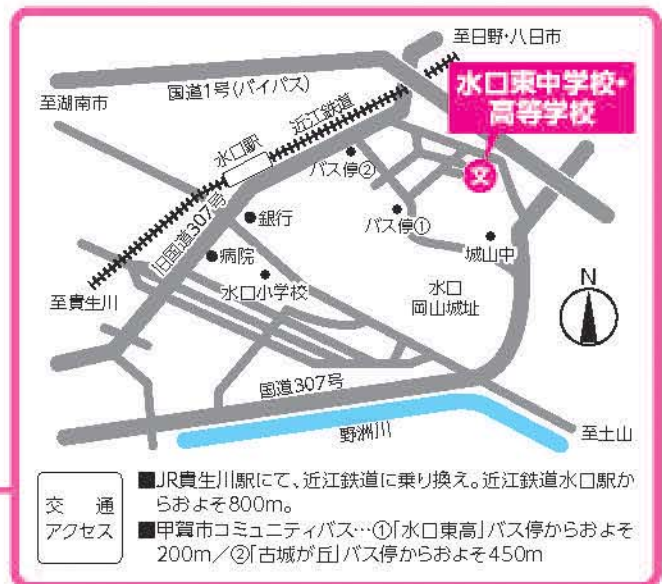 至日野・八日市
国道1号(バイパス)
至湖南市
水口東中学校・
高等学校
近江鉄道
水口駅
バス停②
文
旧国道307号
銀行
バス停①
病院
城山中
水口小学校
水口
岡山城址
至貴生川
N
国道307号
野洲川
至土山
交通
アクセス
■JR貴生川駅にて、近江鉄道に乗り換え。近江鉄道水口駅か
らおよそ800m。
■甲賀市コミュニティバス…①「水口東高」バス停からおよそ
200m/②「古城が丘」バス停からおよそ450m